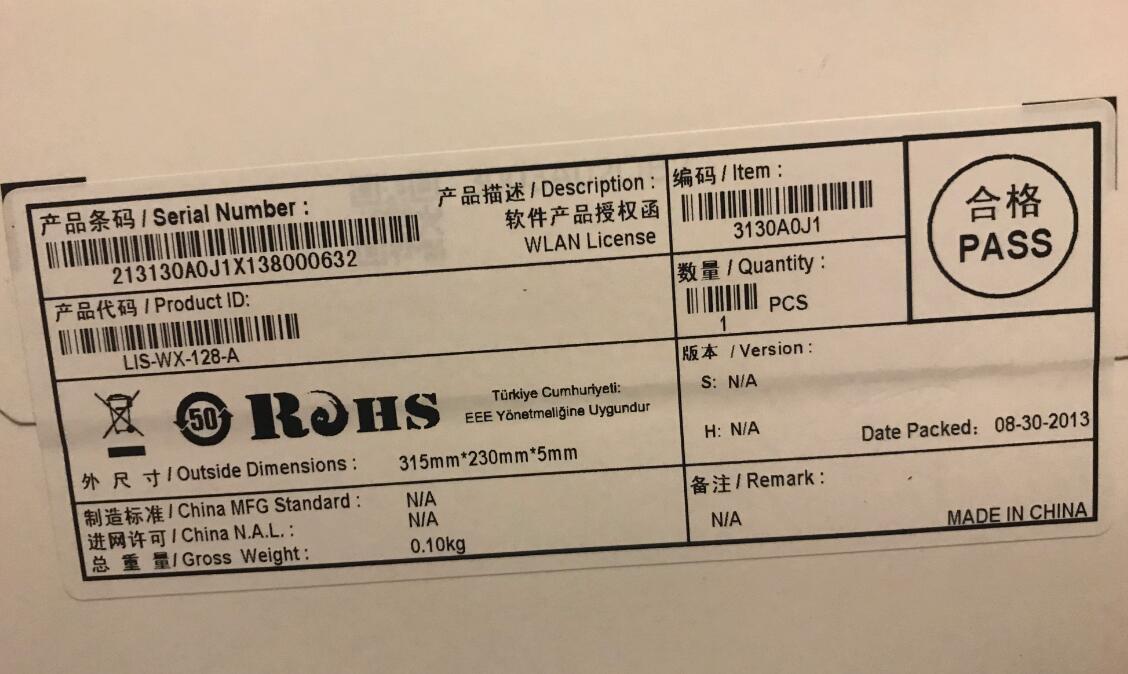 产品条码 / Serial Number :
213130A0J1X138000632
产品描述 / Description :
软件产品授权函
WLAN License
编码 / Item :
3130A0J1
合格
PASS
产品代码 / Product ID:
LIS-WX-128-A
数量 / Quantity :
PCS
1
50
ROHS
Türkiye Cumhuriyeti:
EEE Yönetmeliğine Uygundur
外 尺 寸 / Outside Dimensions : 315mm*230mm*5mm
版本 / Version :
S: N/A
H: N/A
Date Packed: 08-30-2013
制造标准 / China MFG Standard : N/A
进网许可 / China N.A.L. : N/A
总 重 量 / Gross Weight : 0.10kg
备注 / Remark :
N/A
MADE IN CHINA